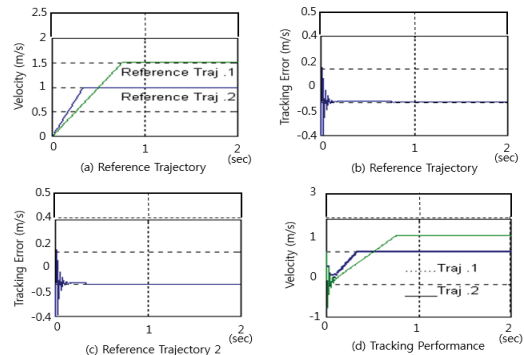 2.5
2
1.5
1
0.5
0
Velocity (m/s)
Reference Traj .1
Reference Traj .2
0
1
2
(sec)
(a) Reference Trajectory
0.5
0.4
0.2
0
-0.2
-0.4
Tracking Error (m/s)
0
1
2
(sec)
(b) Reference Trajectory
0.5
0.4
0.2
0
-0.5
-0.4
Tracking Error (m/s)
0
1
2
(sec)
(c) Reference Trajectory 2
3
1
0
-1
Velocity (m/s)
Traj .1
Traj .2
0
1
2
(sec)
(d) Tracking Performance